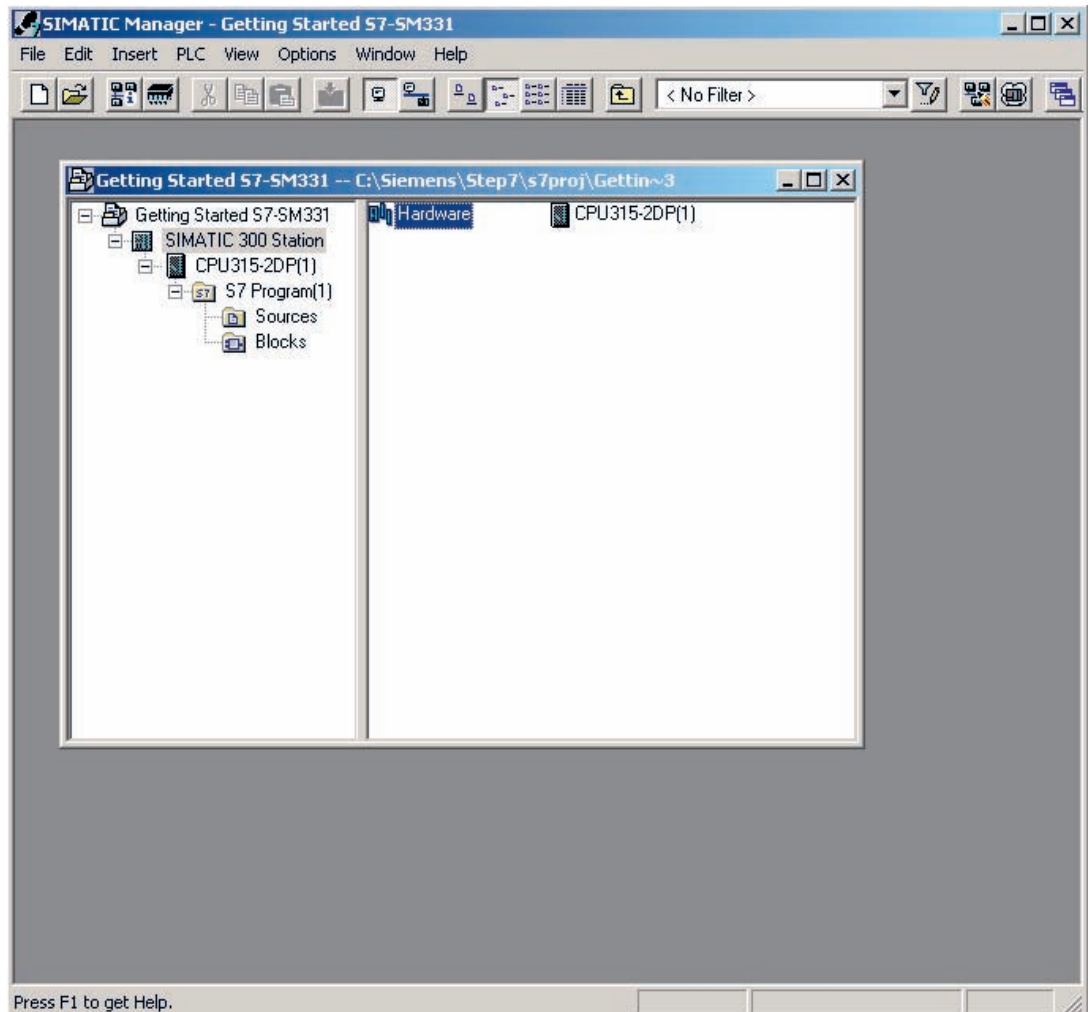 SIMATIC Manager - Getting Started S7-SM331
File Edit Insert PLC View Options Window Help
< No Filter >
Getting Started S7-SM331 -- C:\Siemens\Step7\s7proj\Gettin~3
Getting Started S7-SM331
SIMATIC 300 Station
CPU315-2DP(1)
S7 Program(1)
Sources
Blocks
Hardware
CPU315-2DP(1)
Press F1 to get Help.